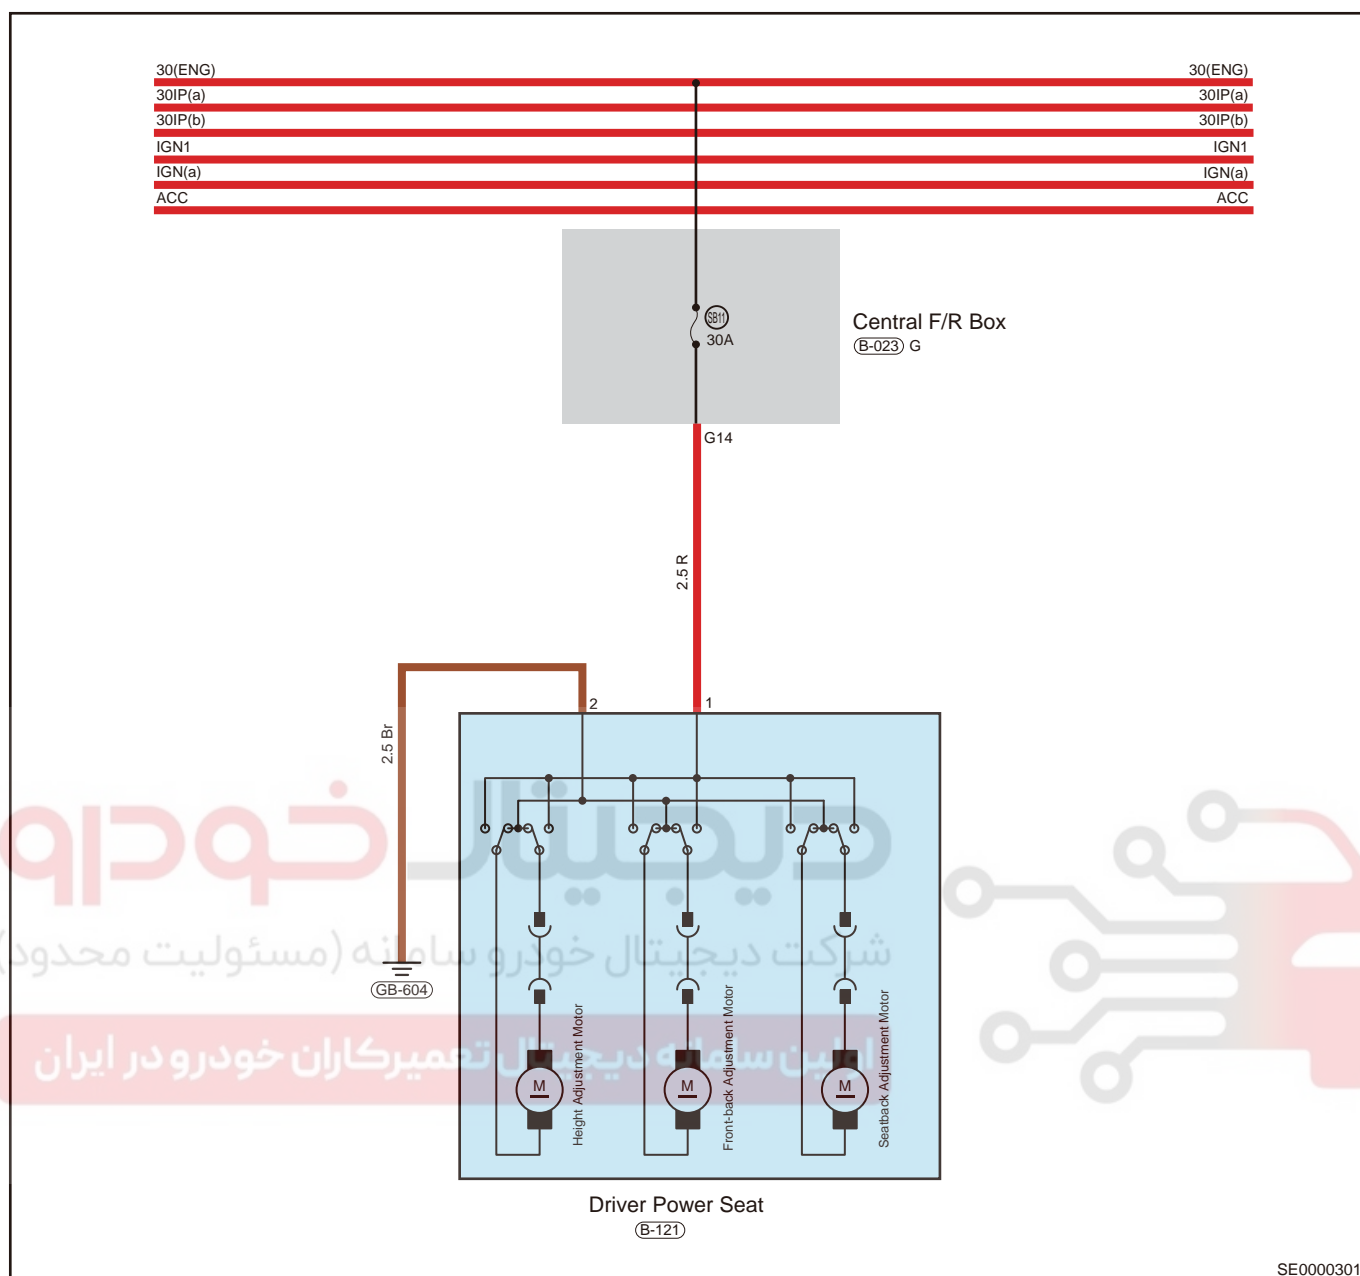 30(ENG) 30(ENG)
30IP(a) 30IP(a)
30IP(b) 30IP(b)
IGN1 IGN1
IGN(a) IGN(a)
ACC ACC
SB11
30A
Central F/R Box
B-023 G
G14
2.5 R
2 1
2.5 Br
دیجیتال خودرو
شرکت دیجیتال خودرو سامانه (مسئولیت محدود)
GB-604
اولین سامانه دیجیتال تعمیرکاران خودرو در ایران
M
Height Adjustment Motor
M
Front-back Adjustment Motor
M
Seatback Adjustment Motor
Driver Power Seat
B-121
SE0000301